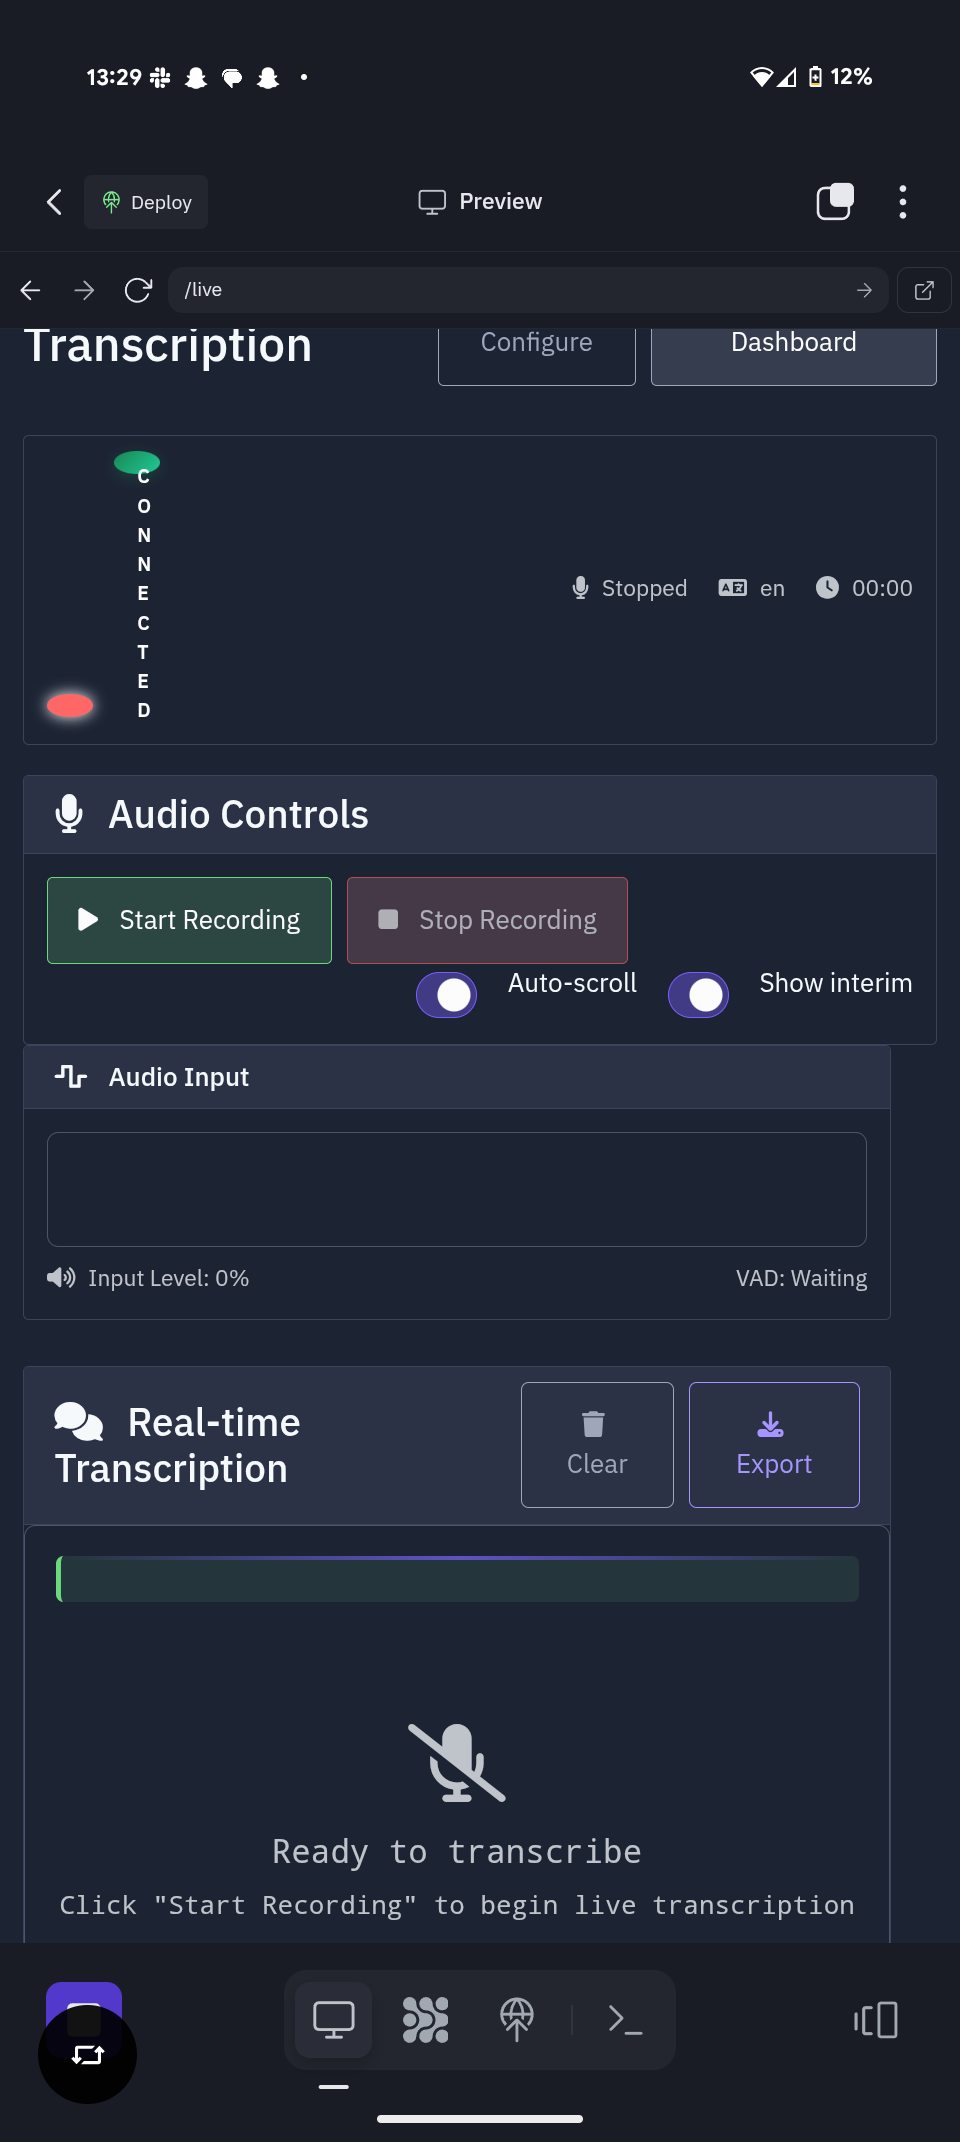 13:29
12%
Deploy
Preview
/live
Transcription
Configure
Dashboard
CONNECTED
Stopped
en
00:00
Audio Controls
Start Recording
Stop Recording
Auto-scroll
Show interim
Audio Input
Input Level: 0%
VAD: Waiting
Real-time
Transcription
Clear
Export
Ready to transcribe
Click "Start Recording" to begin live transcription